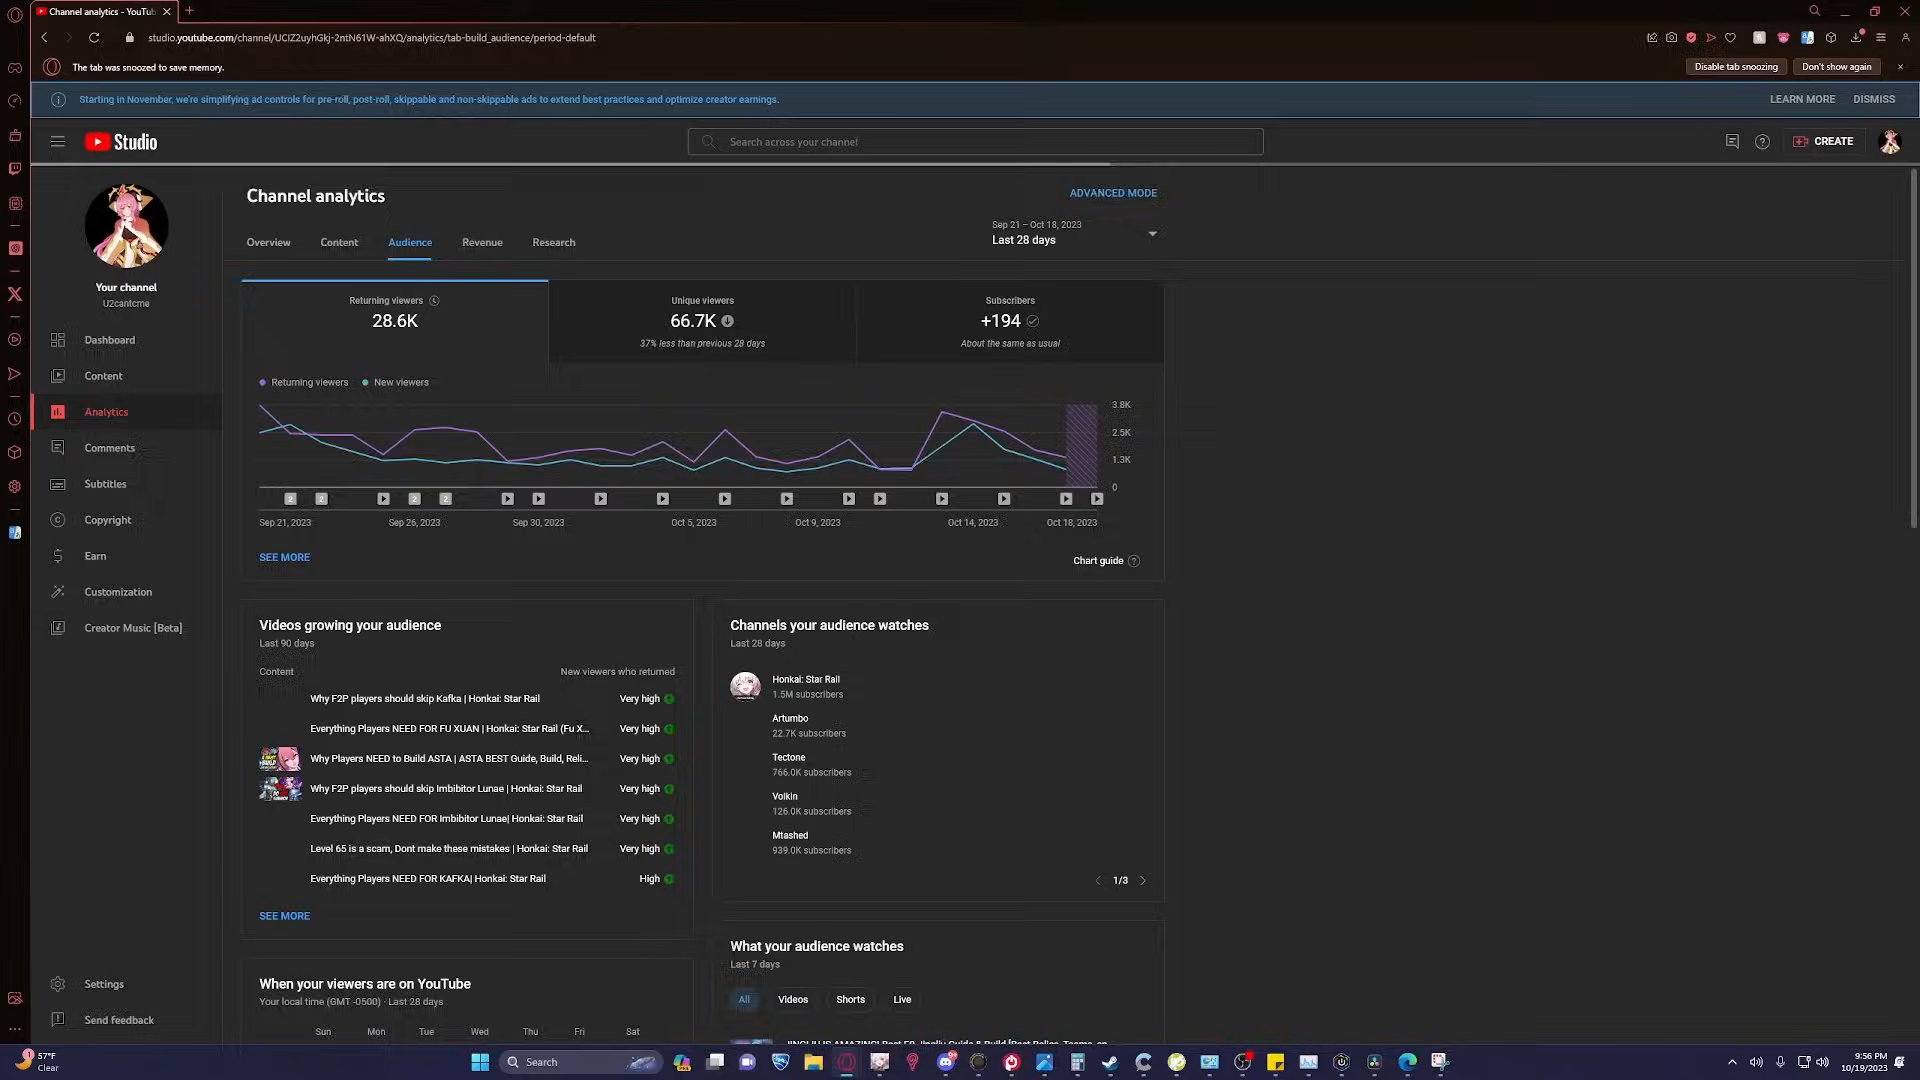 Channel analytics - YouTub
studio.youtube.com/channel/UCIZ2uyhGkj-2ntN61W-ahXQ/analytics/tab-build_audience/period-default
The tab was snoozed to save memory.
Disable tab snoozing
Don't show again
Starting in November, we're simplifying ad controls for pre-roll, post-roll, skippable and non-skippable ads to extend best practices and optimize creator earnings.
LEARN MORE
DISMISS
Studio
Search across your channel
CREATE
Your channel
U2cantcme
Dashboard
Content
Analytics
Comments
Subtitles
Copyright
Earn
Customization
Creator Music [Beta]
Settings
Send feedback
Channel analytics
ADVANCED MODE
Overview
Content
Audience
Revenue
Research
Sep 21 – Oct 18, 2023
Last 28 days
Returning viewers
28.6K
Unique viewers
66.7K
37% less than previous 28 days
Subscribers
+194
About the same as usual
Returning viewers
New viewers
3.8K
2.5K
1.3K
0
2 2 2 2
Sep 21, 2023
Sep 26, 2023
Sep 30, 2023
Oct 5, 2023
Oct 9, 2023
Oct 14, 2023
Oct 18, 2023
SEE MORE
Chart guide
Videos growing your audience
Last 90 days
Content
New viewers who returned
Why F2P players should skip Kafka | Honkai: Star Rail Very high
Everything Players NEED FOR FU XUAN | Honkai: Star Rail (Fu X... Very high
Why Players NEED to Build ASTA | ASTA BEST Guide, Build, Reli... Very high
Why F2P players should skip Imbibitor Lunae | Honkai: Star Rail Very high
Everything Players NEED FOR Imbibitor Lunae| Honkai: Star Rail Very high
Level 65 is a scam, Dont make these mistakes | Honkai: Star Rail Very high
Everything Players NEED FOR KAFKA| Honkai: Star Rail High
SEE MORE
Channels your audience watches
Last 28 days
Honkai: Star Rail
1.5M subscribers
Artumbo
22.7K subscribers
Tectone
766.0K subscribers
Volkin
126.0K subscribers
Mtashed
939.0K subscribers
1/3
When your viewers are on YouTube
Your local time (GMT -0500) · Last 28 days
Sun Mon Tue Wed Thu Fri Sat
What your audience watches
Last 7 days
All
Videos
Shorts
Live
57°F
Clear
Search
9:56 PM
10/19/2023